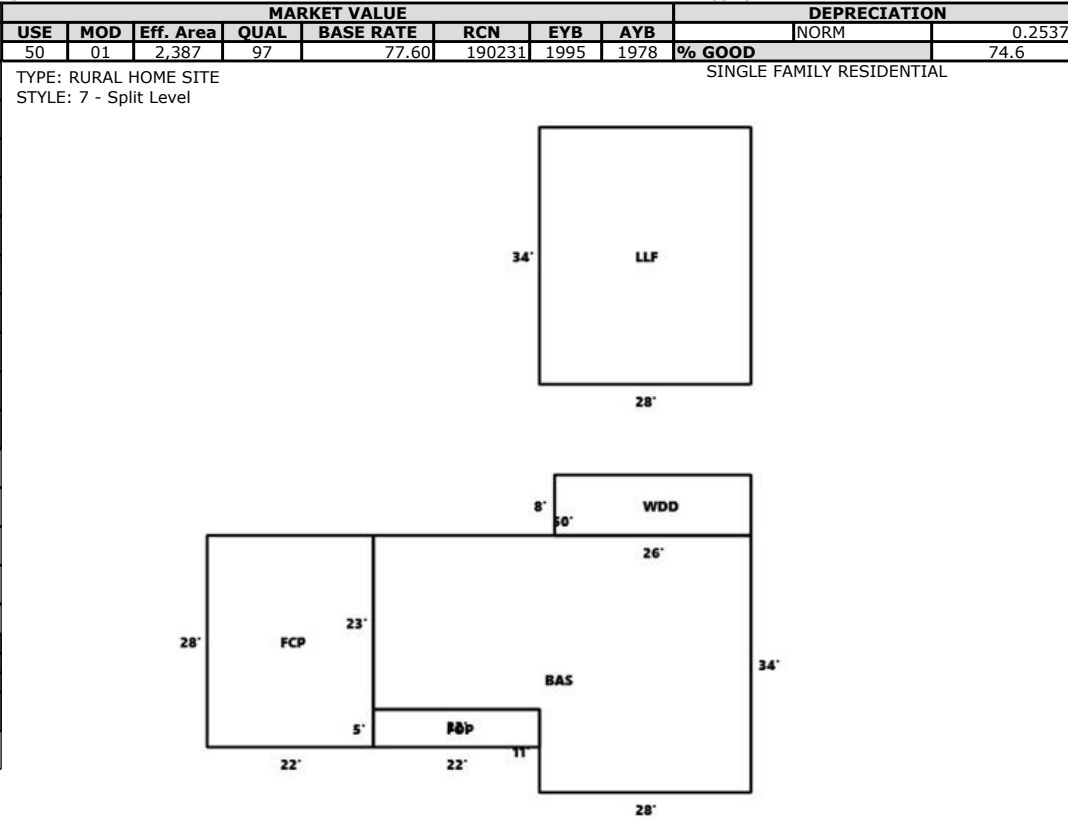 MARKET VALUE DEPRECIATION
USE MOD Eff. Area QUAL BASE RATE RCN EYB AYB NORM 0.2537
50 01 2,387 97 77.60 190231 1995 1978 % GOOD 74.6
TYPE: RURAL HOME SITE SINGLE FAMILY RESIDENTIAL
STYLE: 7 - Split Level
34' LLF
28'
8' WDD
50'
26'
23'
28' FCP
34'
BAS
5' FOP
11'
22' 22'
28'